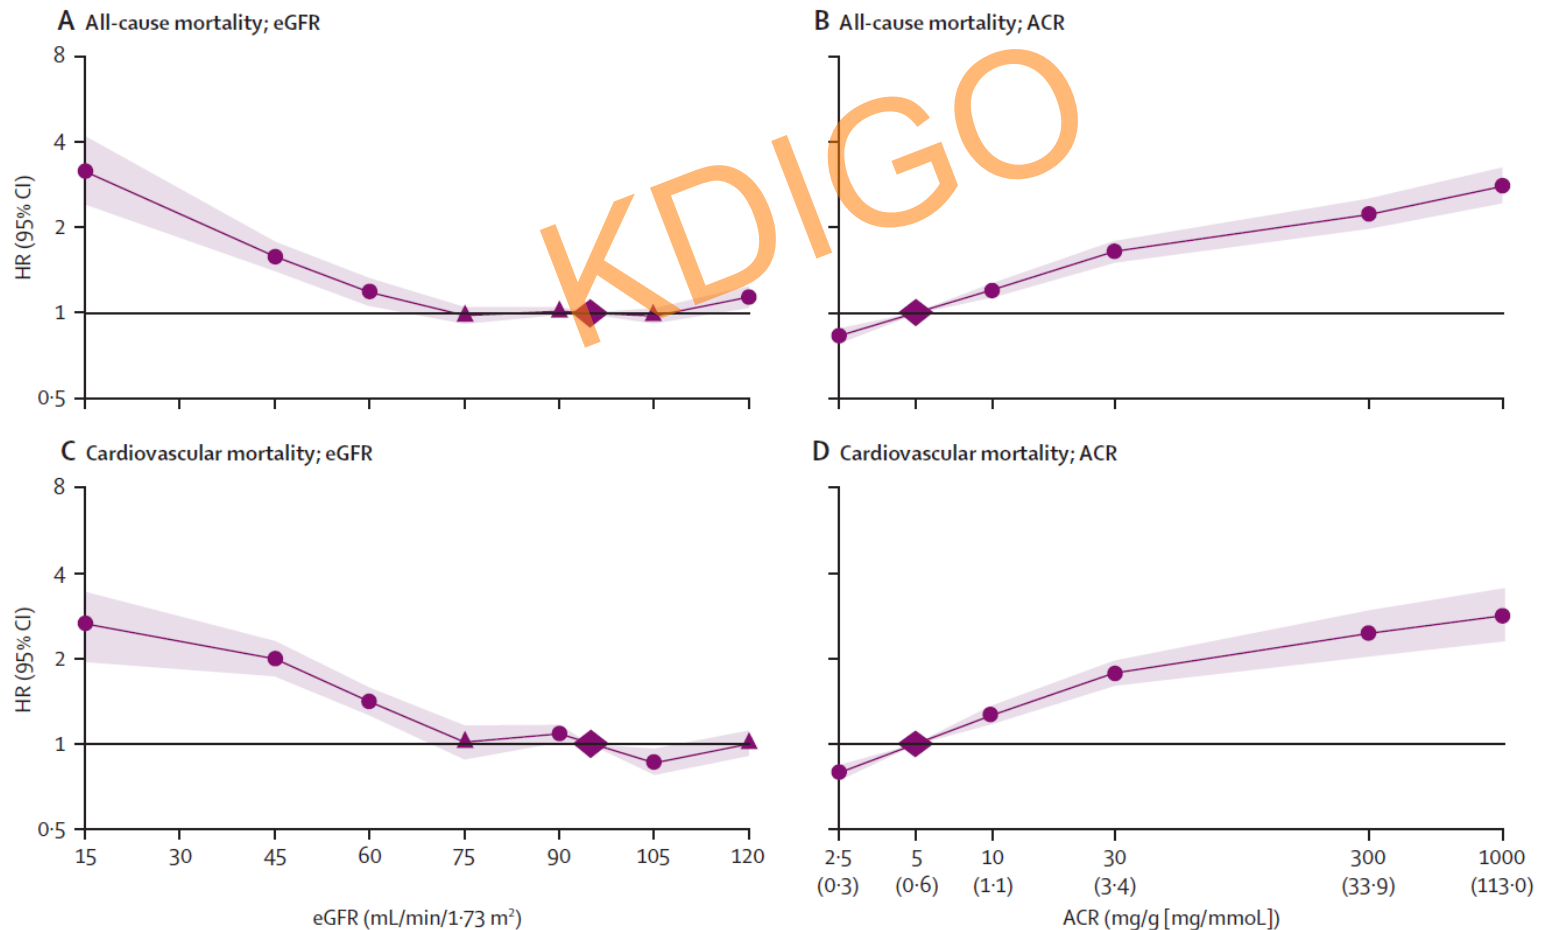 A All-cause mortality; eGFR
B All-cause mortality; ACR
8
4
2
1
0·5
HR (95% CI)
KDIGO
C Cardiovascular mortality; eGFR
D Cardiovascular mortality; ACR
8
4
2
1
0·5
HR (95% CI)
15 30 45 60 75 90 105 120
eGFR (mL/min/1·73 m²)
2·5 5 10 30 300 1000
(0·3) (0·6) (1·1) (3·4) (33·9) (113·0)
ACR (mg/g [mg/mmoL])